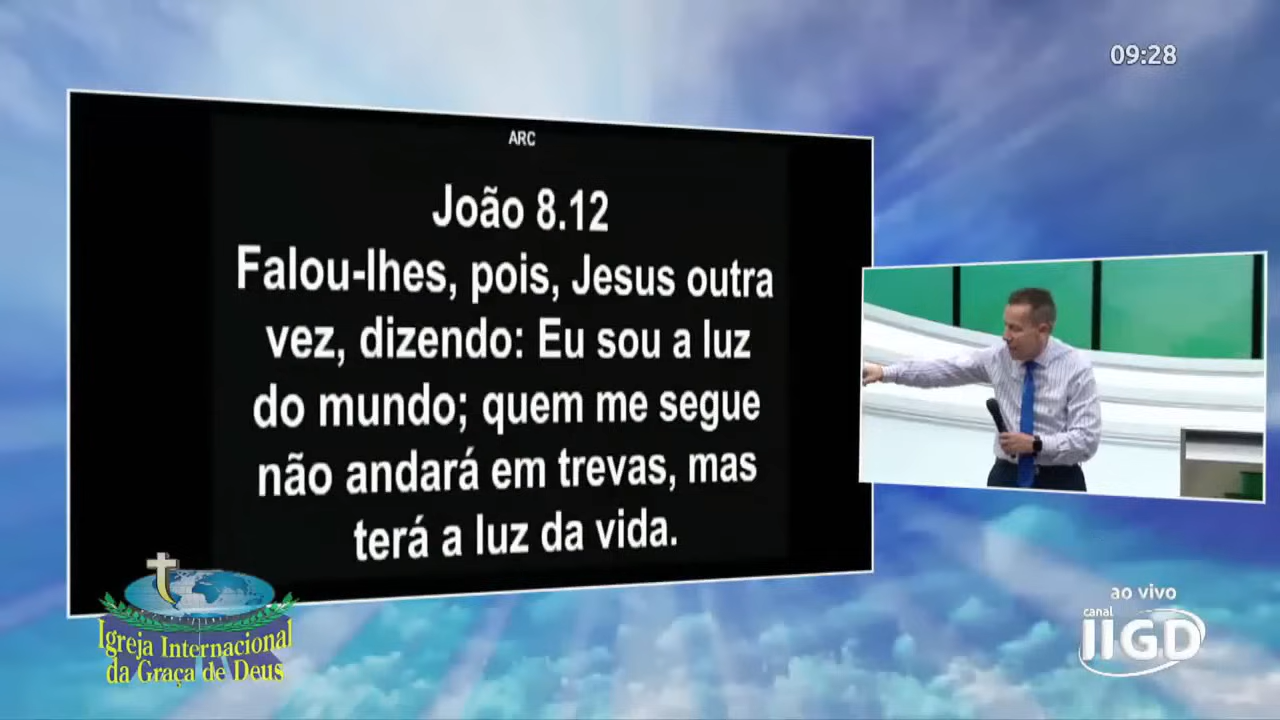 09:28
ARC
João 8.12
Falou-lhes, pois, Jesus outra
vez, dizendo: Eu sou a luz
do mundo; quem me segue
não andará em trevas, mas
terá a luz da vida.
Igreja Internacional
da Graça de Deus
ao vivo
canal
IIGD